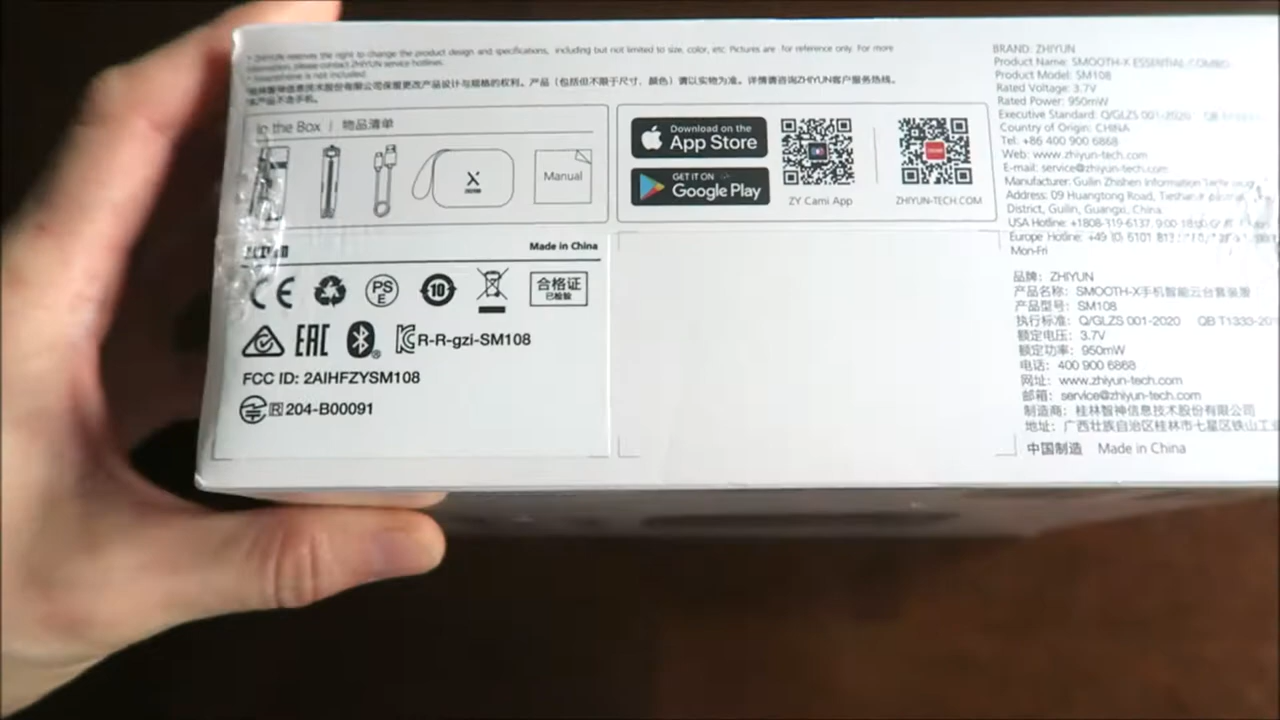 * ZHIYUN reserves the right to change the product design and specifications, including but not limited to size, color, etc. Pictures are for reference only. For more
information, please contact ZHIYUN service hotlines.
* Smartphone is not included.
桂林智神信息技术股份有限公司保留更改产品设计与规格的权利。产品（包括但不限于尺寸、颜色）请以实物为准。详情请咨询ZHIYUN客户服务热线。
本产品不含手机。
In the Box | 物品清单
Manual
Download on the
App Store
GET IT ON
Google Play
ZY Cami App
ZHIYUN-TECH.COM
Made in China
CE
PS
E
10
合格证
已检验
EAC
R-R-gzi-SM108
FCC ID: 2AIHFZYSM108
R 204-B00091
BRAND: ZHIYUN
Product Name: SMOOTH-X ESSENTIAL COMBO
Product Model: SM108
Rated Voltage: 3.7V
Rated Power: 950mW
Executive Standard: Q/GLZS 001-2020 QB
Country of Origin: CHINA
Tel: +86 400 900 6868
Web: www.zhiyun-tech.com
E-mail: service@zhiyun-tech.com
Manufacturer: Guilin Zhishen Information
Address: 09 Huangtong Road,
District, Guilin, Guangxi, China
USA Hotline: +1808-319-6137, 9:00-18:00
Europe Hotline: +49
Mon-Fri
品牌：ZHIYUN
产品名称：SMOOTH-X手机智能云台套装版
产品型号：SM108
执行标准：Q/GLZS 001-2020 QB T1333-20
额定电压：3.7V
额定功率：950mW
电话：400 900 6868
网址：www.zhiyun-tech.com
邮箱：service@zhiyun-tech.com
制造商：桂林智神信息技术股份有限公司
地址：广西壮族自治区桂林市七星区铁山工业
中国制造 Made in China